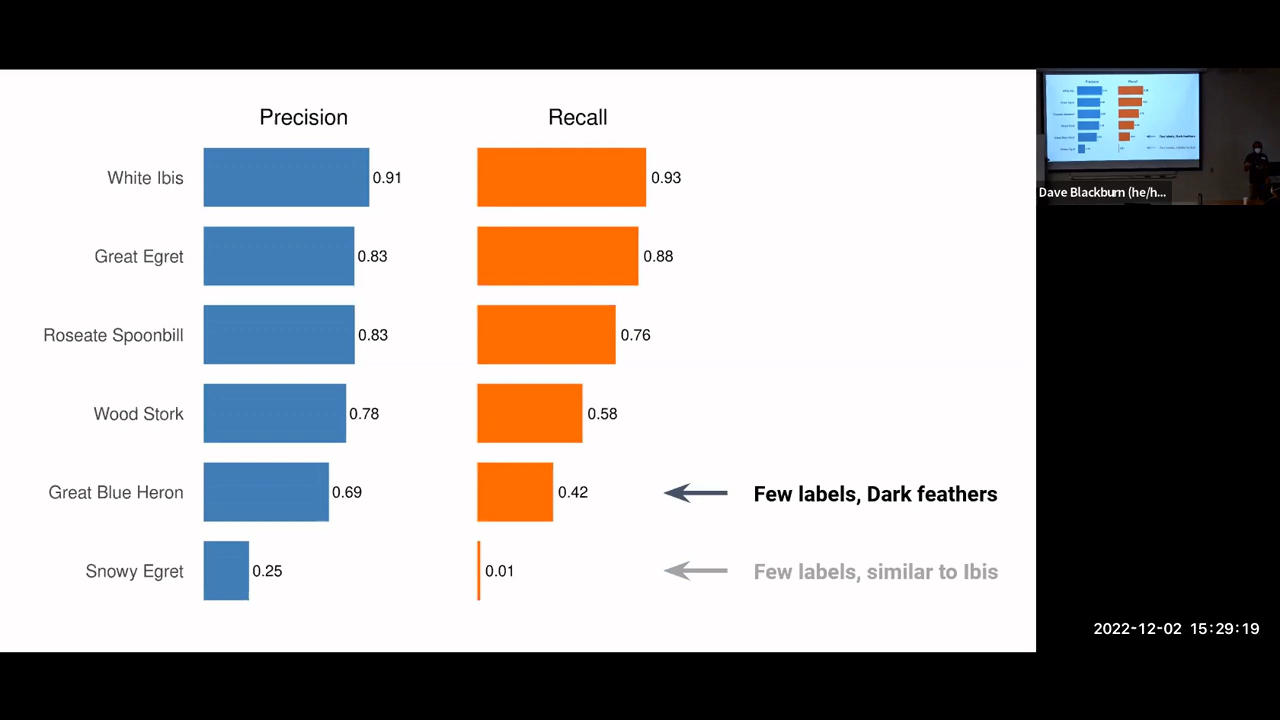 Precision Recall
White Ibis 0.91 0.93
Great Egret 0.83 0.88
Roseate Spoonbill 0.83 0.76
Wood Stork 0.78 0.58
Great Blue Heron 0.69 0.42 Few labels, Dark feathers
Snowy Egret 0.25 0.01 Few labels, similar to Ibis
Precision Recall
Dave Blackburn (he/h...
2022-12-02 15:29:19